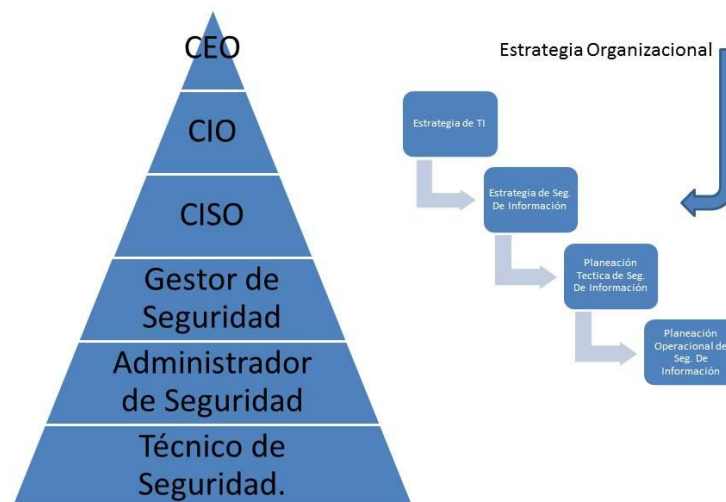 CEO
CIO
CISO
Gestor de
Seguridad
Administrador
de Seguridad
Técnico de
Seguridad.
Estrategia Organizacional
Estrategia de TI
Estrategia de Seg.
De Información
Planeación
Tectica de Seg.
De Información
Planeación
Operacional de
Seg. De
Información